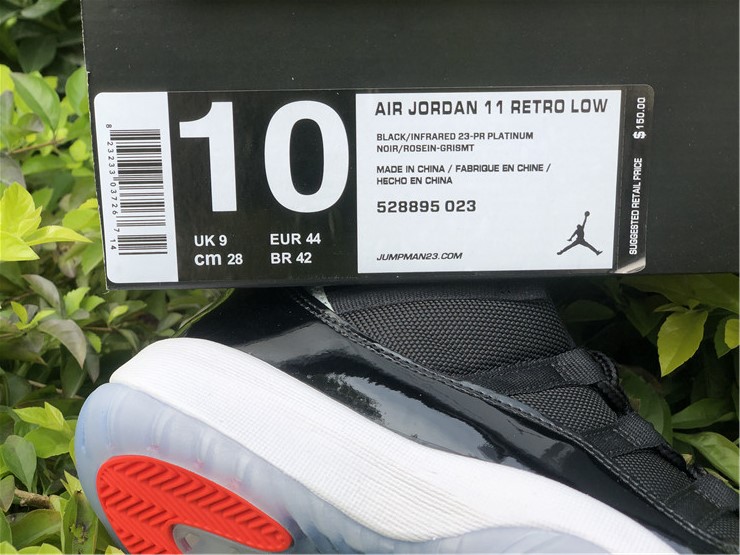 8 23233 03726 7 14
10
UK 9 EUR 44
cm 28 BR 42
AIR JORDAN 11 RETRO LOW
BLACK/INFRARED 23-PR PLATINUM
NOIR/ROSEIN-GRISMT
MADE IN CHINA / FABRIQUE EN CHINE /
HECHO EN CHINA
528895 023
JUMPMAN23.COM
SUGGESTED RETAIL PRICE $150.00